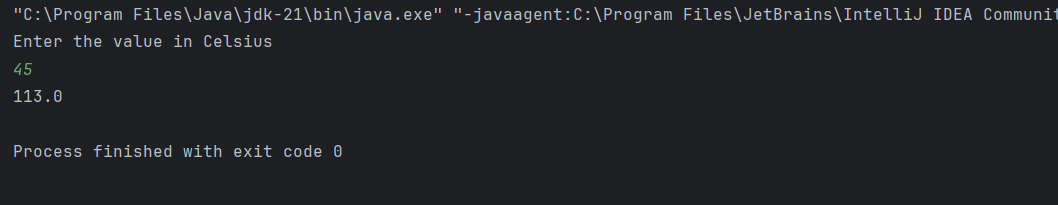 "C:\Program Files\Java\jdk-21\bin\java.exe" "-javaagent:C:\Program Files\JetBrains\IntelliJ IDEA Communit
Enter the value in Celsius
45
113.0
Process finished with exit code 0